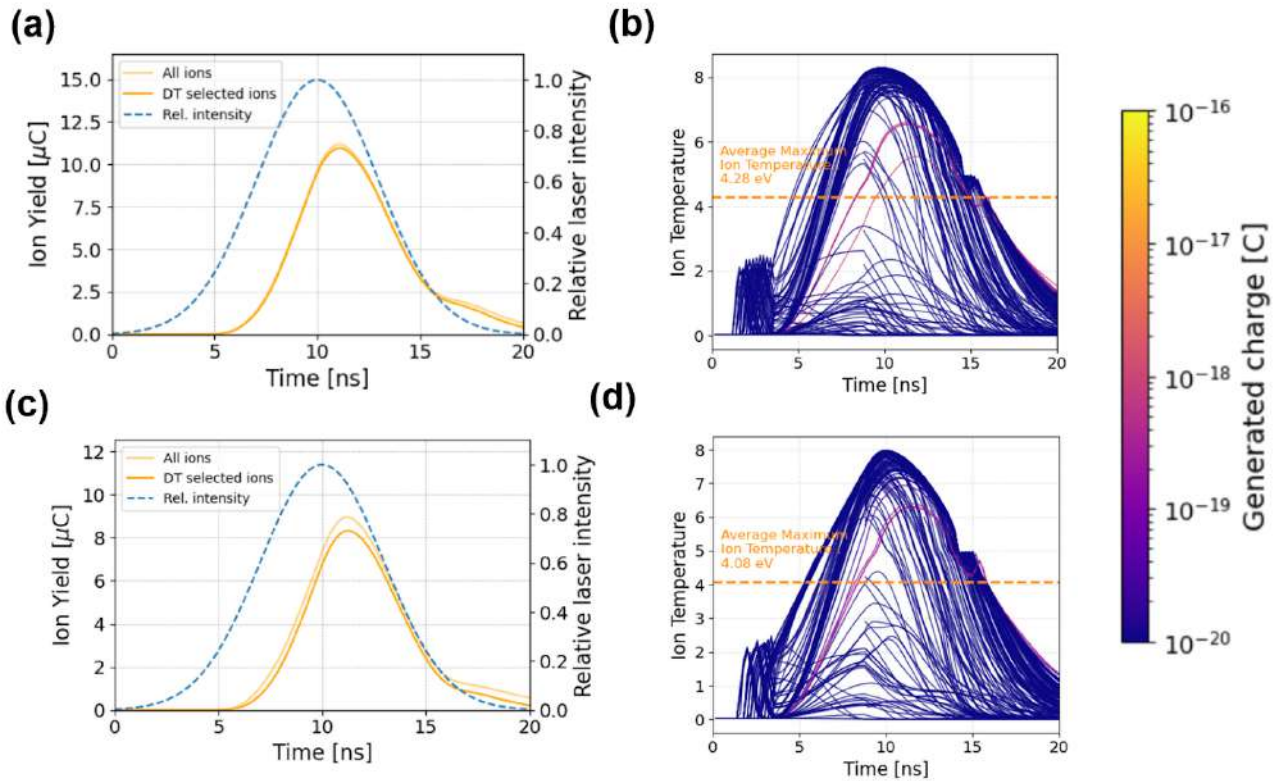 (a)
15.0
12.5
10.0
7.5
5.0
2.5
0.0
Ion Yield [μC]
All ions
DT selected ions
Rel. intensity
1.0
0.8
0.6
0.4
0.2
0.0
Relative laser intensity
0 5 10 15 20
Time [ns]
(b)
8
6
4
2
0
Ion Temperature
Average Maximum
Ion Temperature
4.28 eV
0 5 10 15 20
Time [ns]
(c)
12
10
8
6
4
2
0
Ion Yield [μC]
All ions
DT selected ions
Rel. intensity
1.0
0.8
0.6
0.4
0.2
0.0
Relative laser intensity
0 5 10 15 20
Time [ns]
(d)
8
7
6
5
4
3
2
1
0
Ion Temperature
Average Maximum
Ion Temperature
4.08 eV
0 5 10 15 20
Time [ns]
10⁻¹⁶
10⁻¹⁷
10⁻¹⁸
10⁻¹⁹
10⁻²⁰
Generated charge [C]